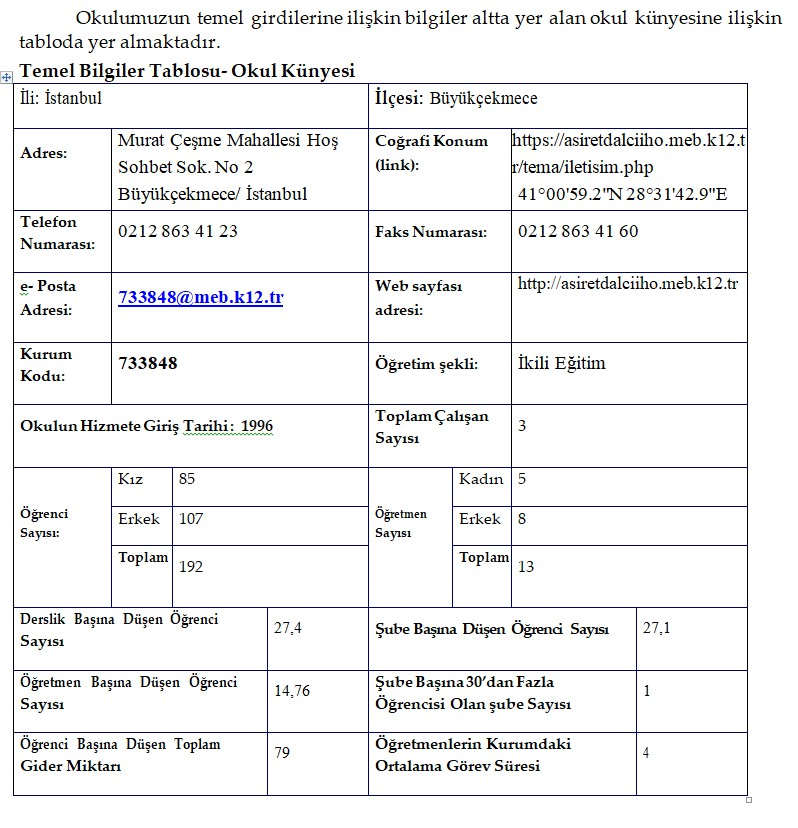 Okulumuzun temel girdilerine ilişkin bilgiler altta yer alan okul künyesine ilişkin
tabloda yer almaktadır.
Temel Bilgiler Tablosu- Okul Künyesi
İli: İstanbul
İlçesi: Büyükçekmece
Adres:
Murat Çeşme Mahallesi Hoş
Sohbet Sok. No 2
Büyükçekmece/ İstanbul
Coğrafi Konum
(link):
https://asiretdalciiho.meb.k12.t
r/tema/iletisim.php
41°00'59.2"N 28°31'42.9"E
Telefon
Numarası:
0212 863 41 23
Faks Numarası:
0212 863 41 60
e- Posta
Adresi:
733848@meb.k12.tr
Web sayfası
adresi:
http://asiretdalciiho.meb.k12.tr
Kurum
Kodu:
733848
Öğretim şekli:
İkili Eğitim
Okulun Hizmete Giriş Tarihi : 1996
Toplam Çalışan
Sayısı
3
Öğrenci
Sayısı:
Kız
85
Erkek
107
Toplam
192
Öğretmen
Sayısı
Kadın
5
Erkek
8
Toplam
13
Derslik Başına Düşen Öğrenci
Sayısı
27,4
Şube Başına Düşen Öğrenci Sayısı
27,1
Öğretmen Başına Düşen Öğrenci
Sayısı
14,76
Şube Başına 30’dan Fazla
Öğrencisi Olan şube Sayısı
1
Öğrenci Başına Düşen Toplam
Gider Miktarı
79
Öğretmenlerin Kurumdaki
Ortalama Görev Süresi
4